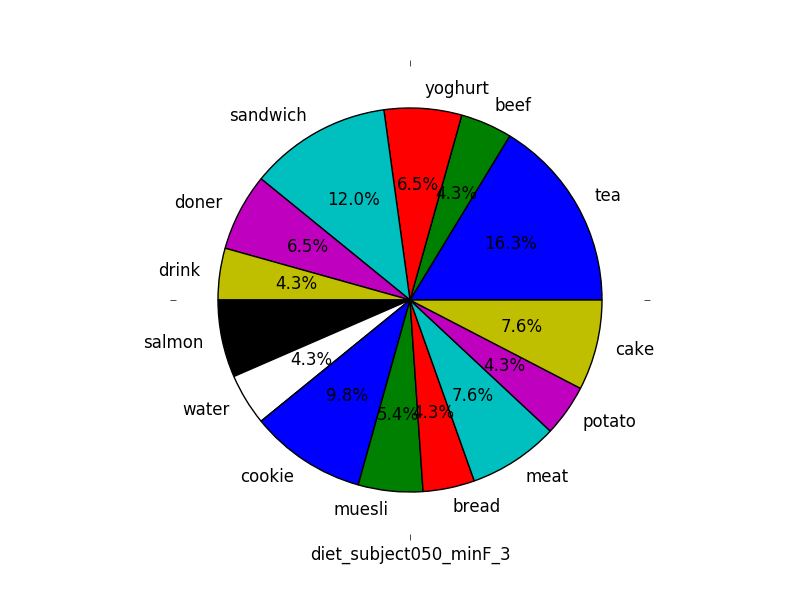 yoghurt
beef
sandwich
tea
6.5%
4.3%
12.0%
doner
16.3%
6.5%
drink
4.3%
7.6%
salmon
cake
4.3%
4.3%
9.8%
7.6%
water
5.4%
4.3%
potato
cookie
meat
muesli
bread
diet_subject050_minF_3